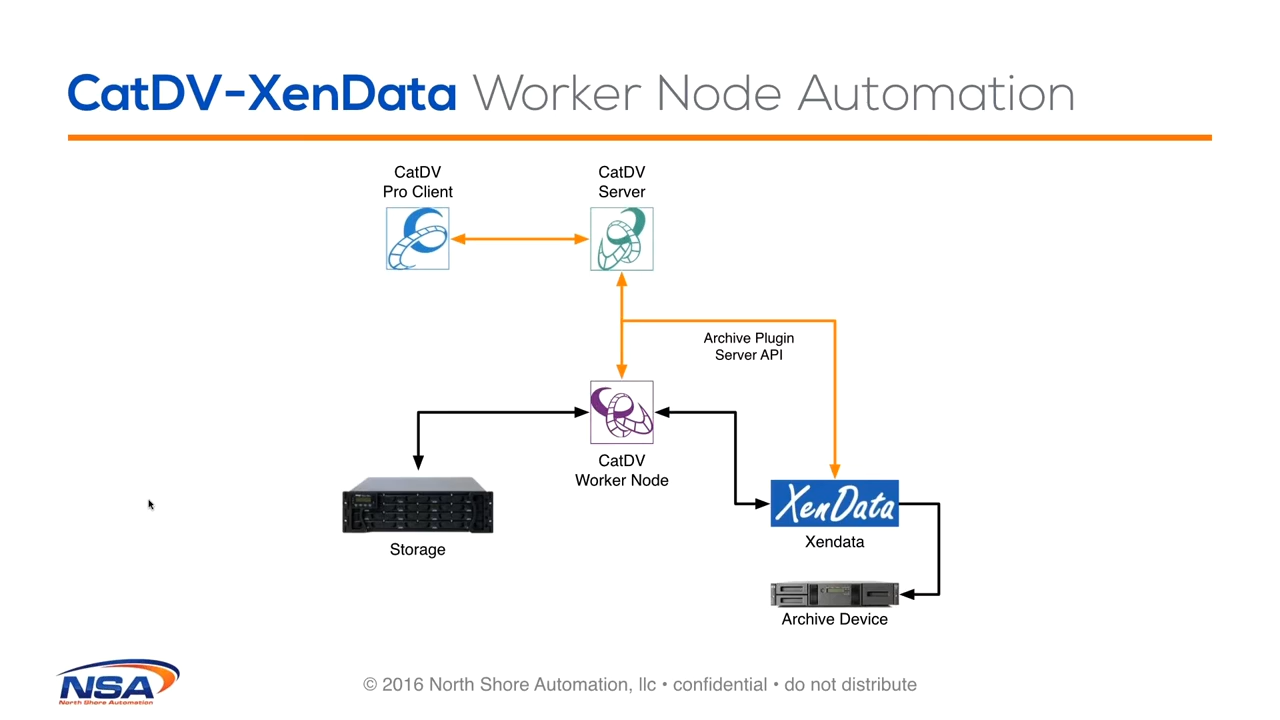 CatDV-XenData Worker Node Automation
CatDV
Pro Client
CatDV
Server
Archive Plugin
Server API
CatDV
Worker Node
XenData
Storage
Xendata
Archive Device
NSA
North Shore Automation
© 2016 North Shore Automation, llc • confidential • do not distribute